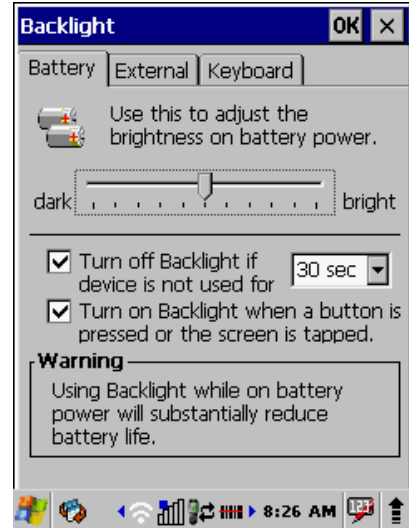 Backlight OK ×
Battery External Keyboard
Use this to adjust the
brightness on battery power.
dark bright
Turn off Backlight if
device is not used for 30 sec
Turn on Backlight when a button is
pressed or the screen is tapped.
Warning
Using Backlight while on battery
power will substantially reduce
battery life.
8:26 AM